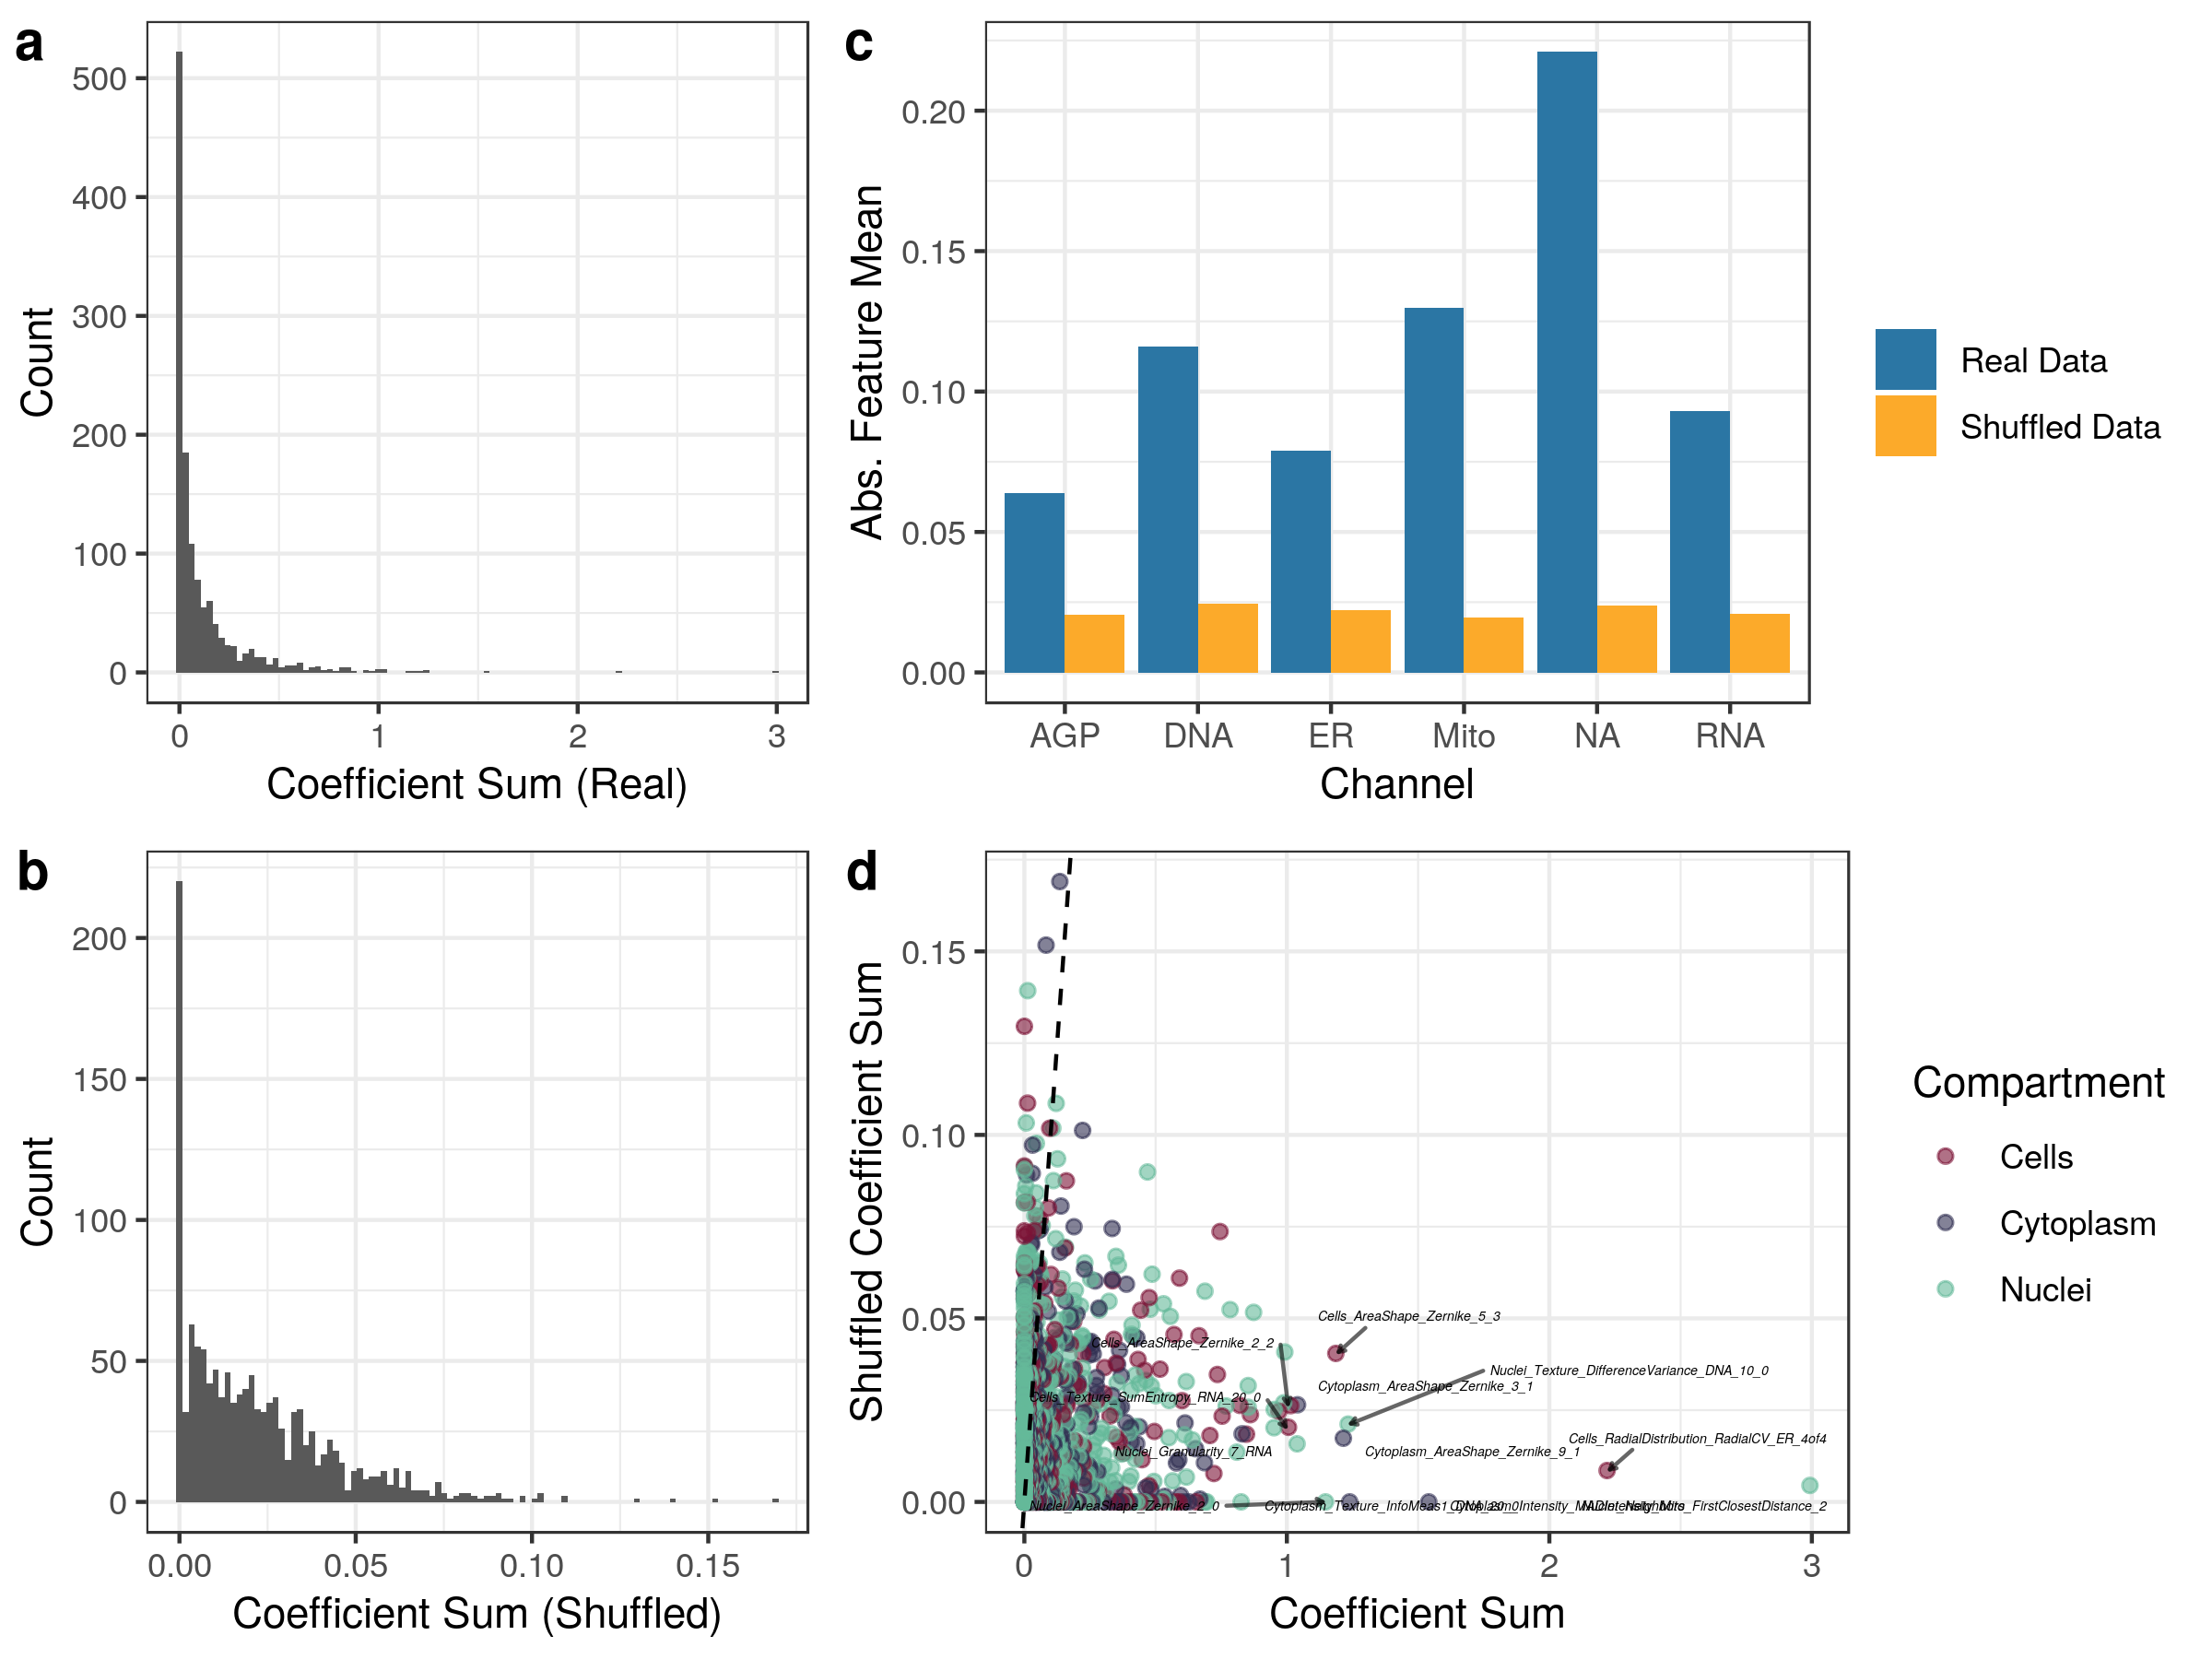 a
500
400
300
200
100
0
Count
0 1 2 3
Coefficient Sum (Real)
c
0.20
0.15
0.10
0.05
0.00
Abs. Feature Mean
AGP DNA ER Mito NA RNA
Channel
Real Data
Shuffled Data
b
200
150
100
50
0
Count
0.00 0.05 0.10 0.15
Coefficient Sum (Shuffled)
d
0.15
0.10
0.05
0.00
Shuffled Coefficient Sum
Cells_AreaShape_Zernike_5_3
Cells_AreaShape_Zernike_2_2
Nuclei_Texture_DifferenceVariance_DNA_10_0
Cytoplasm_AreaShape_Zernike_3_1
Cells_Texture_SumEntropy_RNA_20_0
Cells_RadialDistribution_RadialCV_ER_4of4
Nuclei_Granularity_7_RNA
Cytoplasm_AreaShape_Zernike_9_1
Nuclei_AreaShape_Zernike_2_0
Cytoplasm_Texture_InfoMeas1_DNA_20_0
0 1 2 3
Coefficient Sum
Compartment
Cells
Cytoplasm
Nuclei